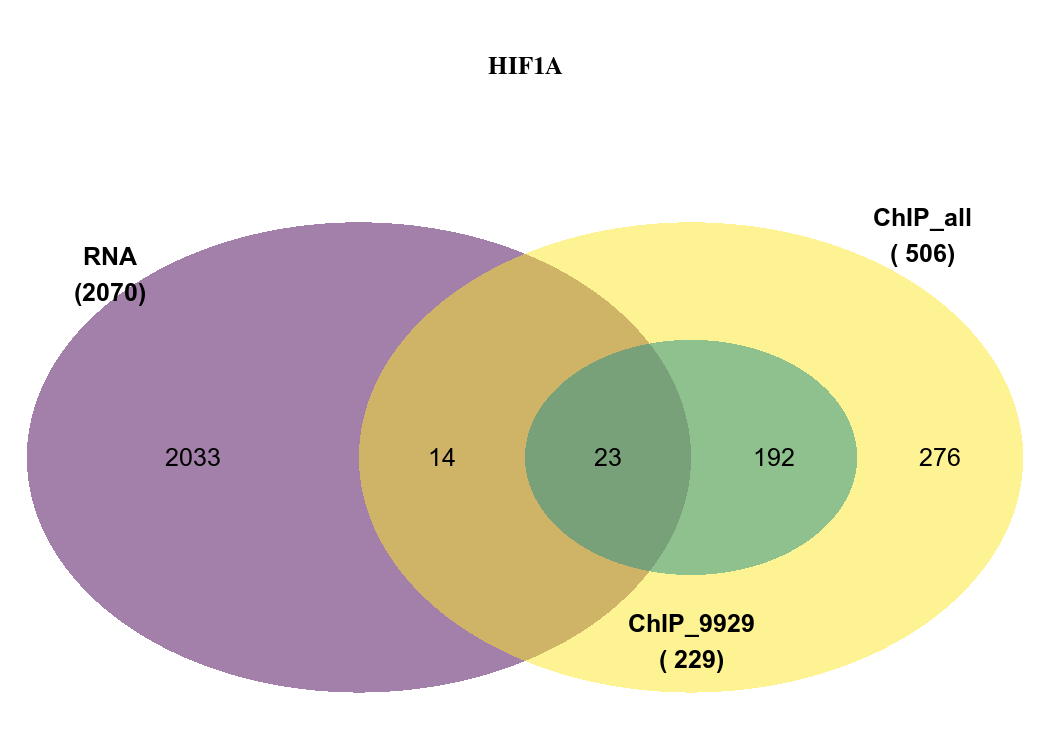 HIF1A
ChIP_all
( 506)
RNA
(2070)
2033
14
23
192
276
ChIP_9929
( 229)